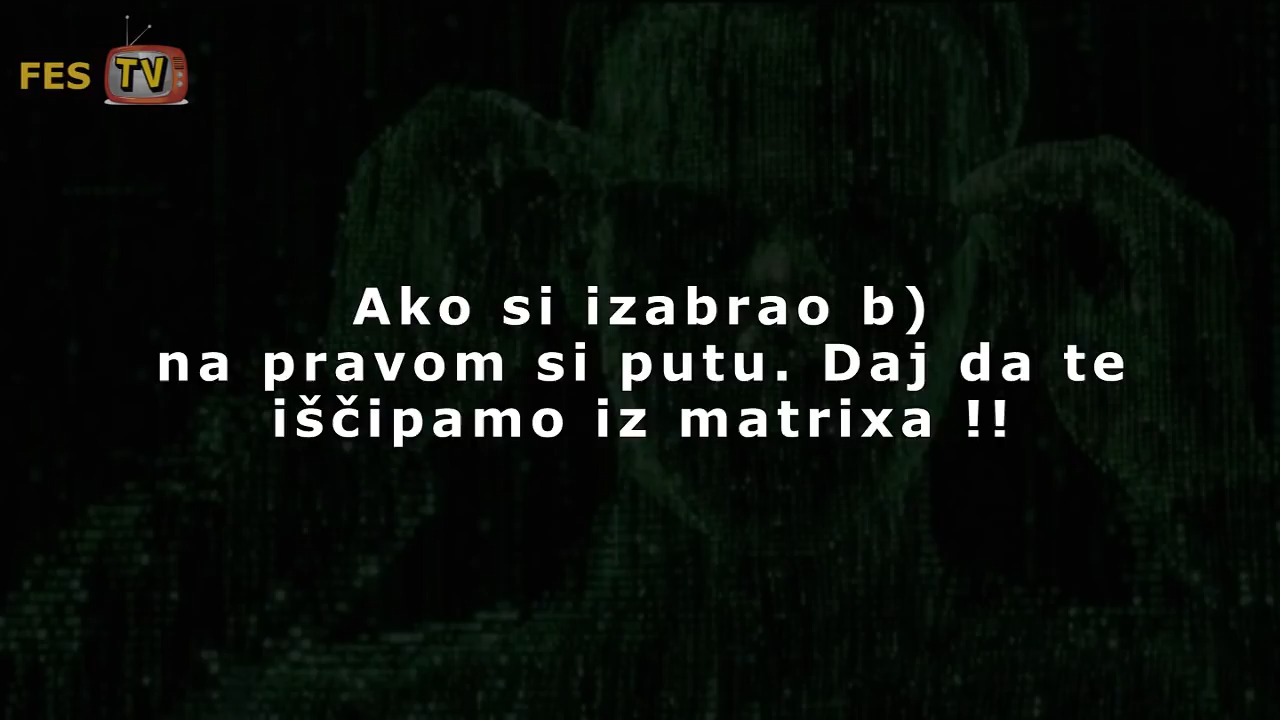 FES TV
Ako si izabrao b)
na pravom si putu. Daj da te
iščipamo iz matrixa !!